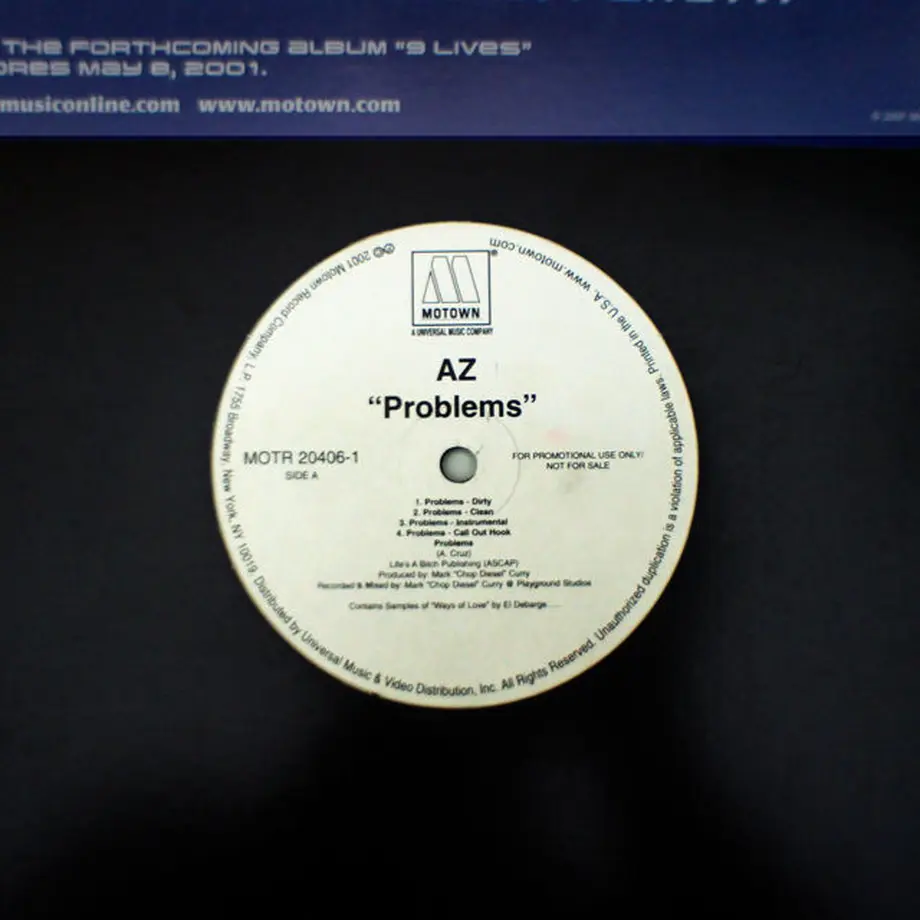 THE FORTHCOMING ALBUM "9 LIVES"
MAY 8, 2001.
musiconline.com www.motown.com
MOTOWN
®
A UNIVERSAL MUSIC COMPANY
AZ
“Problems”
MOTR 20406-1
SIDE A
FOR PROMOTIONAL USE ONLY/
NOT FOR SALE
1. Problems - Dirty
2. Problems - Clean
3. Problems - Instrumental
4. Problems - Call Out Hook
Problems
(A. Cruz)
Life's A Bitch Publishing (ASCAP)
Produced by: Mark "Chop Diesel" Curry
Recorded & Mixed by: Mark "Chop Diesel" Curry @ Playground Studios
Contains Samples of "Ways of Love" by El Debarge
℗© 2001 Motown Record Company, L.P. 1755 Broadway, New York, NY 10019. Distributed by Universal Music & Video Distribution, Inc. All Rights Reserved. Unauthorized duplication is a violation of applicable laws. Printed in the U.S.A. www.motown.com